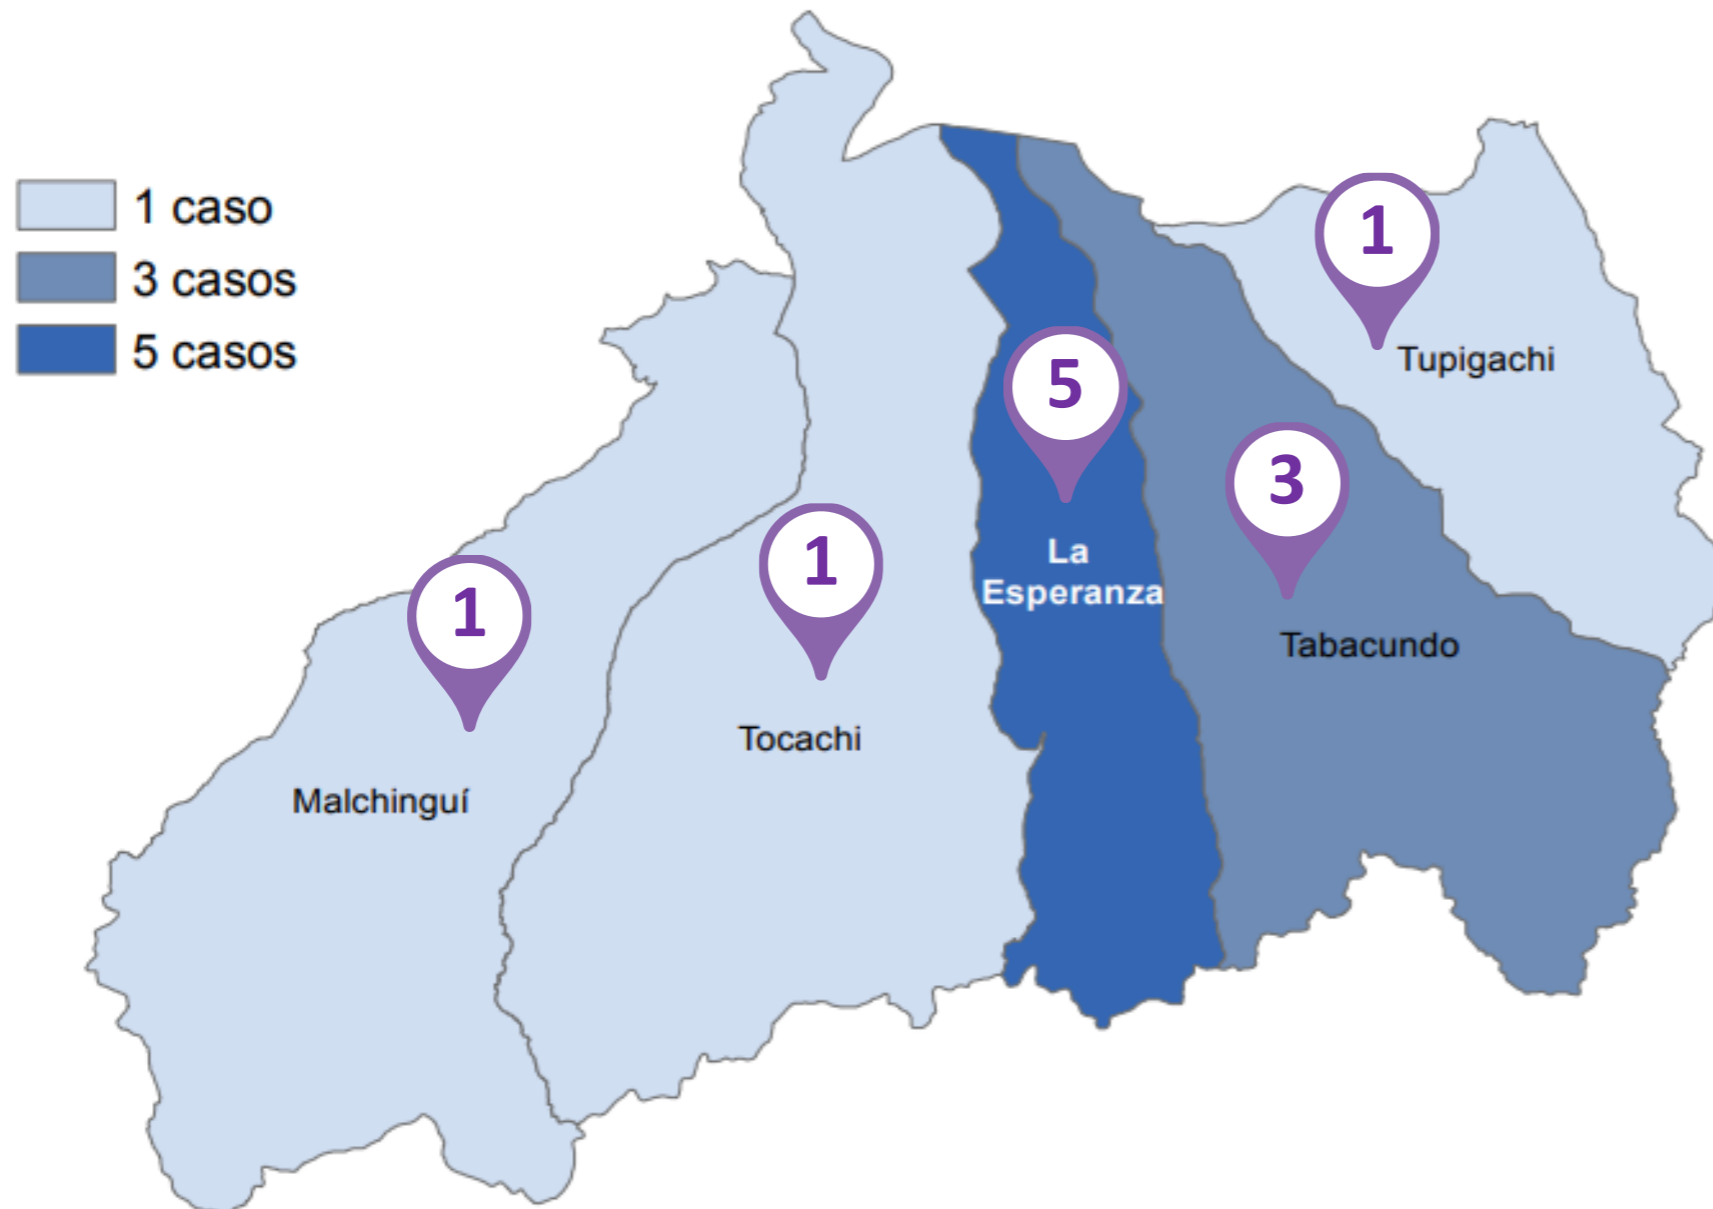 1 caso
3 casos
5 casos
1
Tupigachi
5
La
Esperanza
3
Tabacundo
1
Tocachi
1
Malchinguí